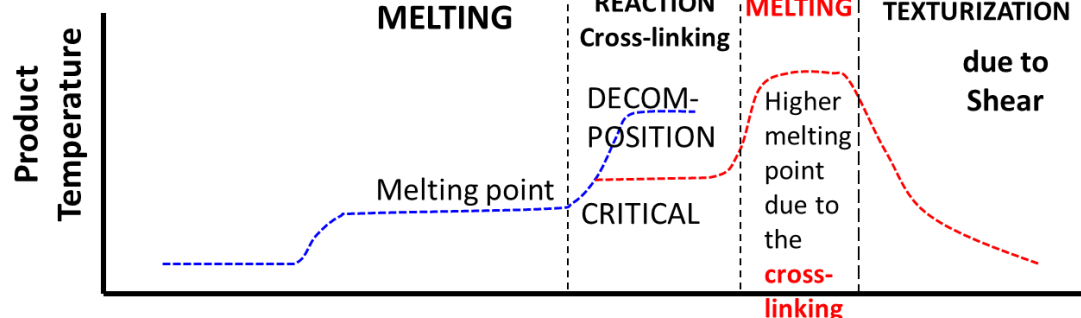 MELTING
REACTION
Cross-linking
MELTING
TEXTURIZATION
due to
Shear
Product
Temperature
DECOM-
POSITION
Melting point
CRITICAL
Higher
melting
point
due to
the
cross-
linking